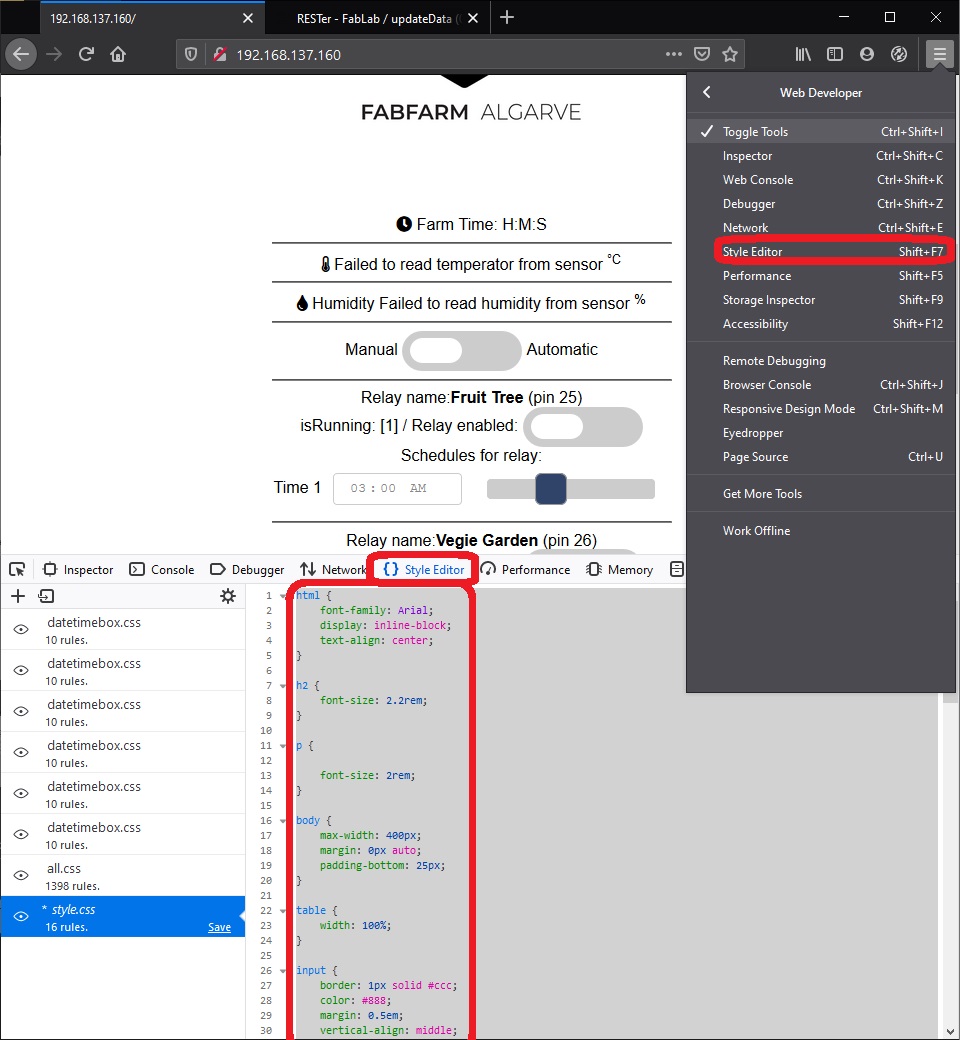 192.168.137.160/
RESTer - FabLab / updateData (
192.168.137.160
FABFARM ALGARVE
Farm Time: H:M:S
Failed to read temperator from sensor °C
Humidity Failed to read humidity from sensor %
Manual Automatic
Relay name:Fruit Tree (pin 25)
isRunning: [1] / Relay enabled:
Schedules for relay:
Time 1 03 : 00 AM
Relay name:Vegie Garden (pin 26)
Web Developer
✓ Toggle Tools Ctrl+Shift+I
Inspector Ctrl+Shift+C
Web Console Ctrl+Shift+K
Debugger Ctrl+Shift+Z
Network Ctrl+Shift+E
Style Editor Shift+F7
Performance Shift+F5
Storage Inspector Shift+F9
Accessibility Shift+F12
Remote Debugging
Browser Console Ctrl+Shift+J
Responsive Design Mode Ctrl+Shift+M
Eyedropper
Page Source Ctrl+U
Get More Tools
Work Offline
Inspector Console Debugger Network {} Style Editor Performance Memory
datetimebox.css
10 rules.
datetimebox.css
10 rules.
datetimebox.css
10 rules.
datetimebox.css
10 rules.
datetimebox.css
10 rules.
datetimebox.css
10 rules.
all.css
1398 rules.
* style.css
16 rules. Save
1 html {
2 font-family: Arial;
3 display: inline-block;
4 text-align: center;
5 }
6
7 h2 {
8 font-size: 2.2rem;
9 }
10
11 p {
12
13 font-size: 2rem;
14 }
15
16 body {
17 max-width: 400px;
18 margin: 0px auto;
19 padding-bottom: 25px;
20 }
21
22 table {
23 width: 100%;
24 }
25
26 input {
27 border: 1px solid #ccc;
28 color: #888;
29 margin: 0.5em;
30 vertical-align: middle;